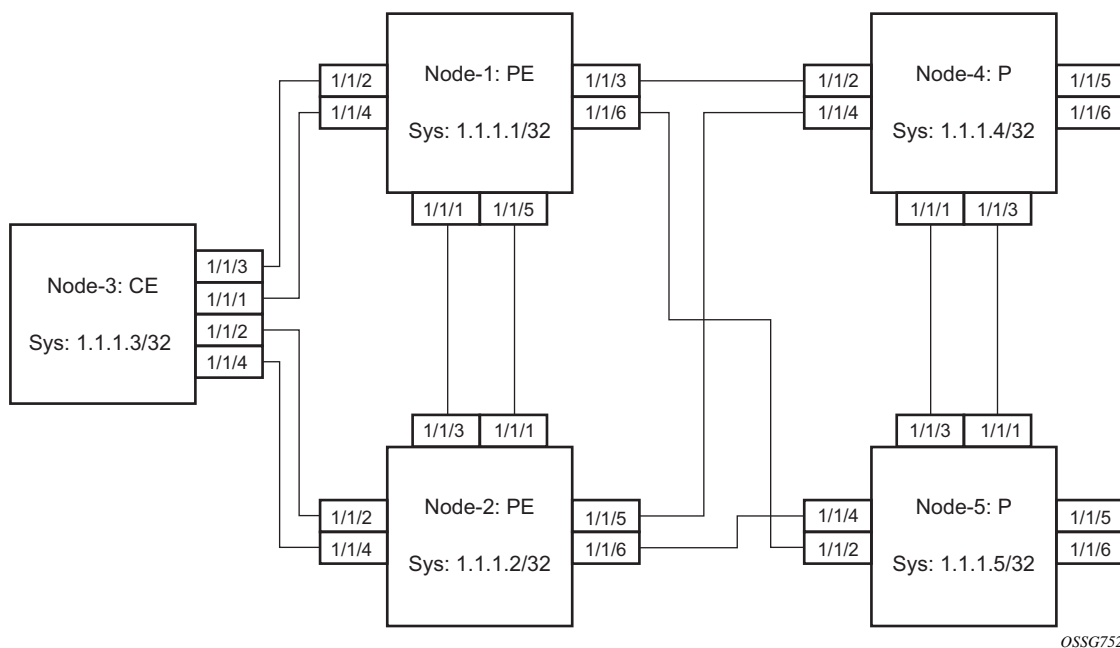 Node-1: PE
Sys: 1.1.1.1/32
1/1/2
1/1/4
1/1/3
1/1/6
1/1/1
1/1/5
Node-4: P
Sys: 1.1.1.4/32
1/1/2
1/1/4
1/1/5
1/1/6
1/1/1
1/1/3
Node-3: CE
Sys: 1.1.1.3/32
1/1/3
1/1/1
1/1/2
1/1/4
1/1/3
1/1/1
Node-2: PE
Sys: 1.1.1.2/32
1/1/2
1/1/4
1/1/5
1/1/6
1/1/3
1/1/1
Node-5: P
Sys: 1.1.1.5/32
1/1/4
1/1/2
1/1/5
1/1/6
OSSG752